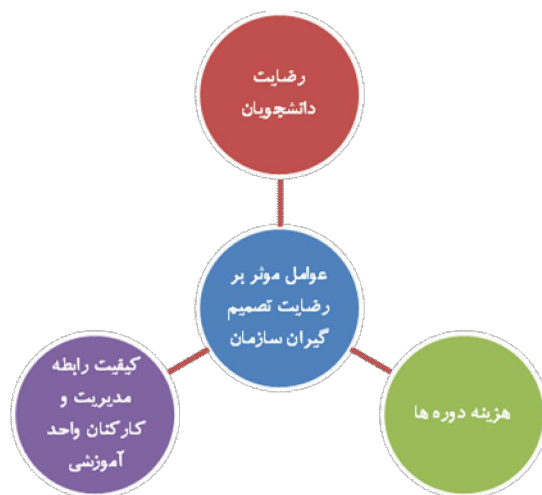 رضایت
دانشجویان
عوامل موثر بر
رضایت تصمیم
گیران سازمان
هزینه دوره ها
کیفیت رابطه
مدیریت و
کارکنان واحد
آموزشی